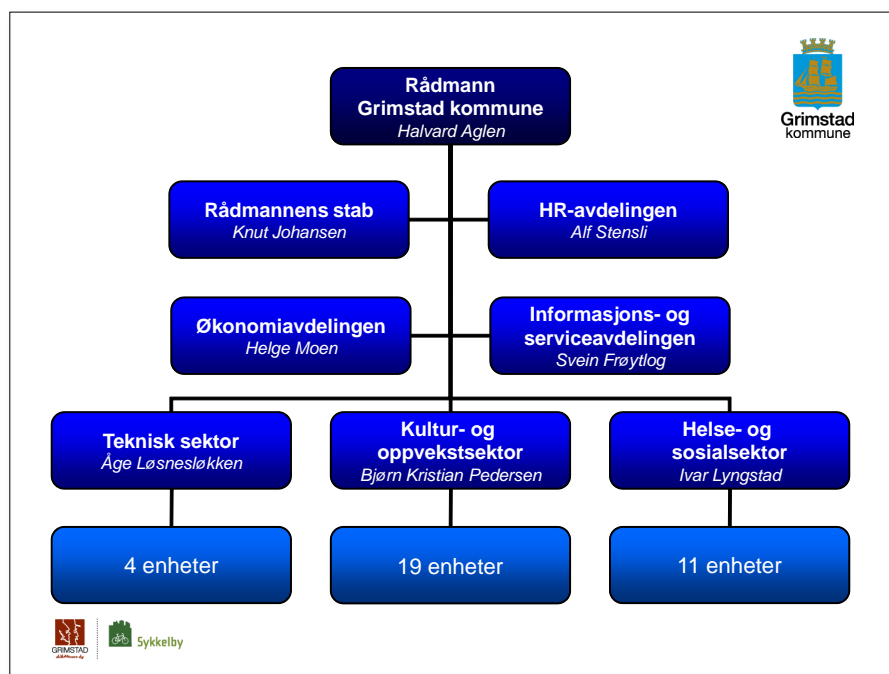 Rådmann
Grimstad kommune
Halvard Aglen
Grimstad
kommune
Rådmannens stab
Knut Johansen
HR-avdelingen
Alf Stensli
Økonomiavdelingen
Helge Moen
Informasjons- og
serviceavdelingen
Svein Frøytlog
Teknisk sektor
Åge Løsnesløkken
Kultur- og
oppvekstsektor
Bjørn Kristian Pedersen
Helse- og
sosialsektor
Ivar Lyngstad
4 enheter
19 enheter
11 enheter
GRIMSTAD
Sykkelby